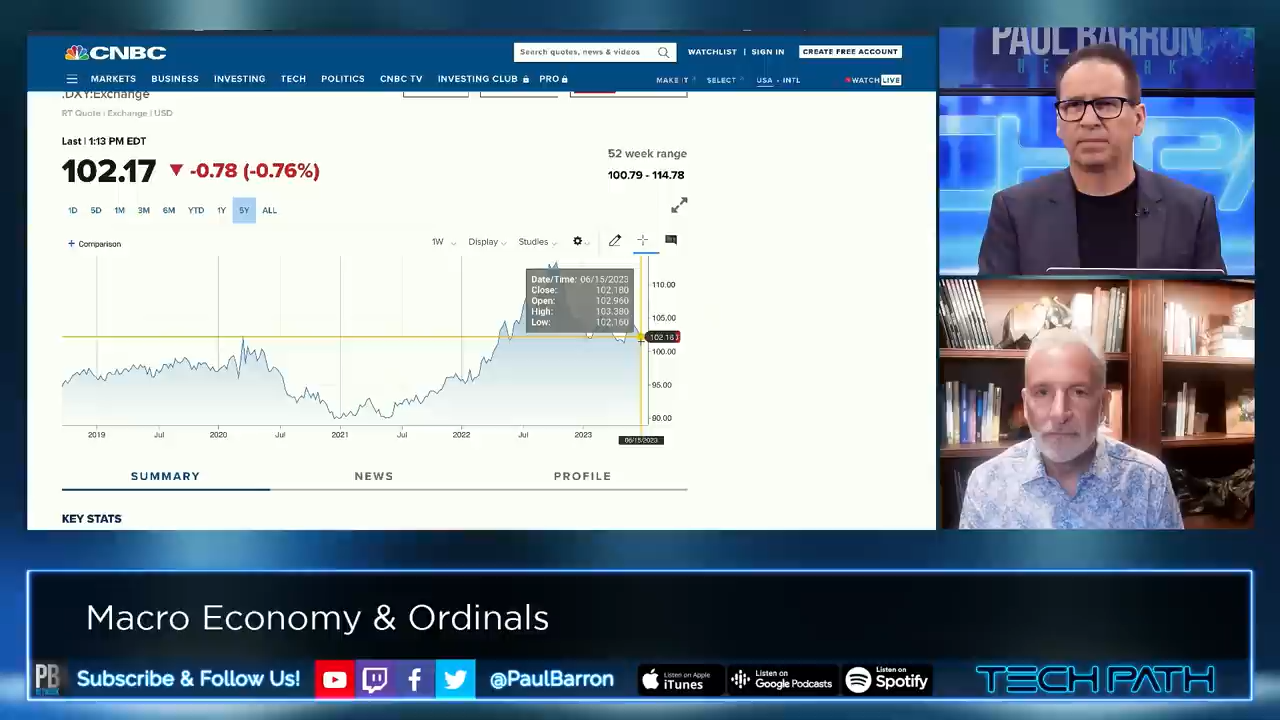 CNBC
Search quotes, news & videos
WATCHLIST | SIGN IN
CREATE FREE ACCOUNT
MARKETS BUSINESS INVESTING TECH POLITICS CNBC TV INVESTING CLUB PRO
MAKE IT SELECT USA • INTL WATCH LIVE
.DXY:Exchange
RT Quote | Exchange | USD
Last | 1:13 PM EDT
102.17 ▼ -0.78 (-0.76%)
52 week range
100.79 - 114.78
1D 5D 1M 3M 6M YTD 1Y 5Y ALL
+ Comparison
1W Display Studies
Date/Time: 06/15/2023
Close: 102.180
Open: 102.960
High: 103.380
Low: 102.160
110.00
105.00
100.00
95.00
90.00
2019 Jul 2020 Jul 2021 Jul 2022 Jul 2023
06/15/2023
SUMMARY NEWS PROFILE
KEY STATS
PAUL BARRON
Macro Economy & Ordinals
PB
NETWORK
Subscribe & Follow Us!
@PaulBarron
Listen on Apple iTunes
Listen on Google Podcasts
Listen on Spotify
TECH PATH